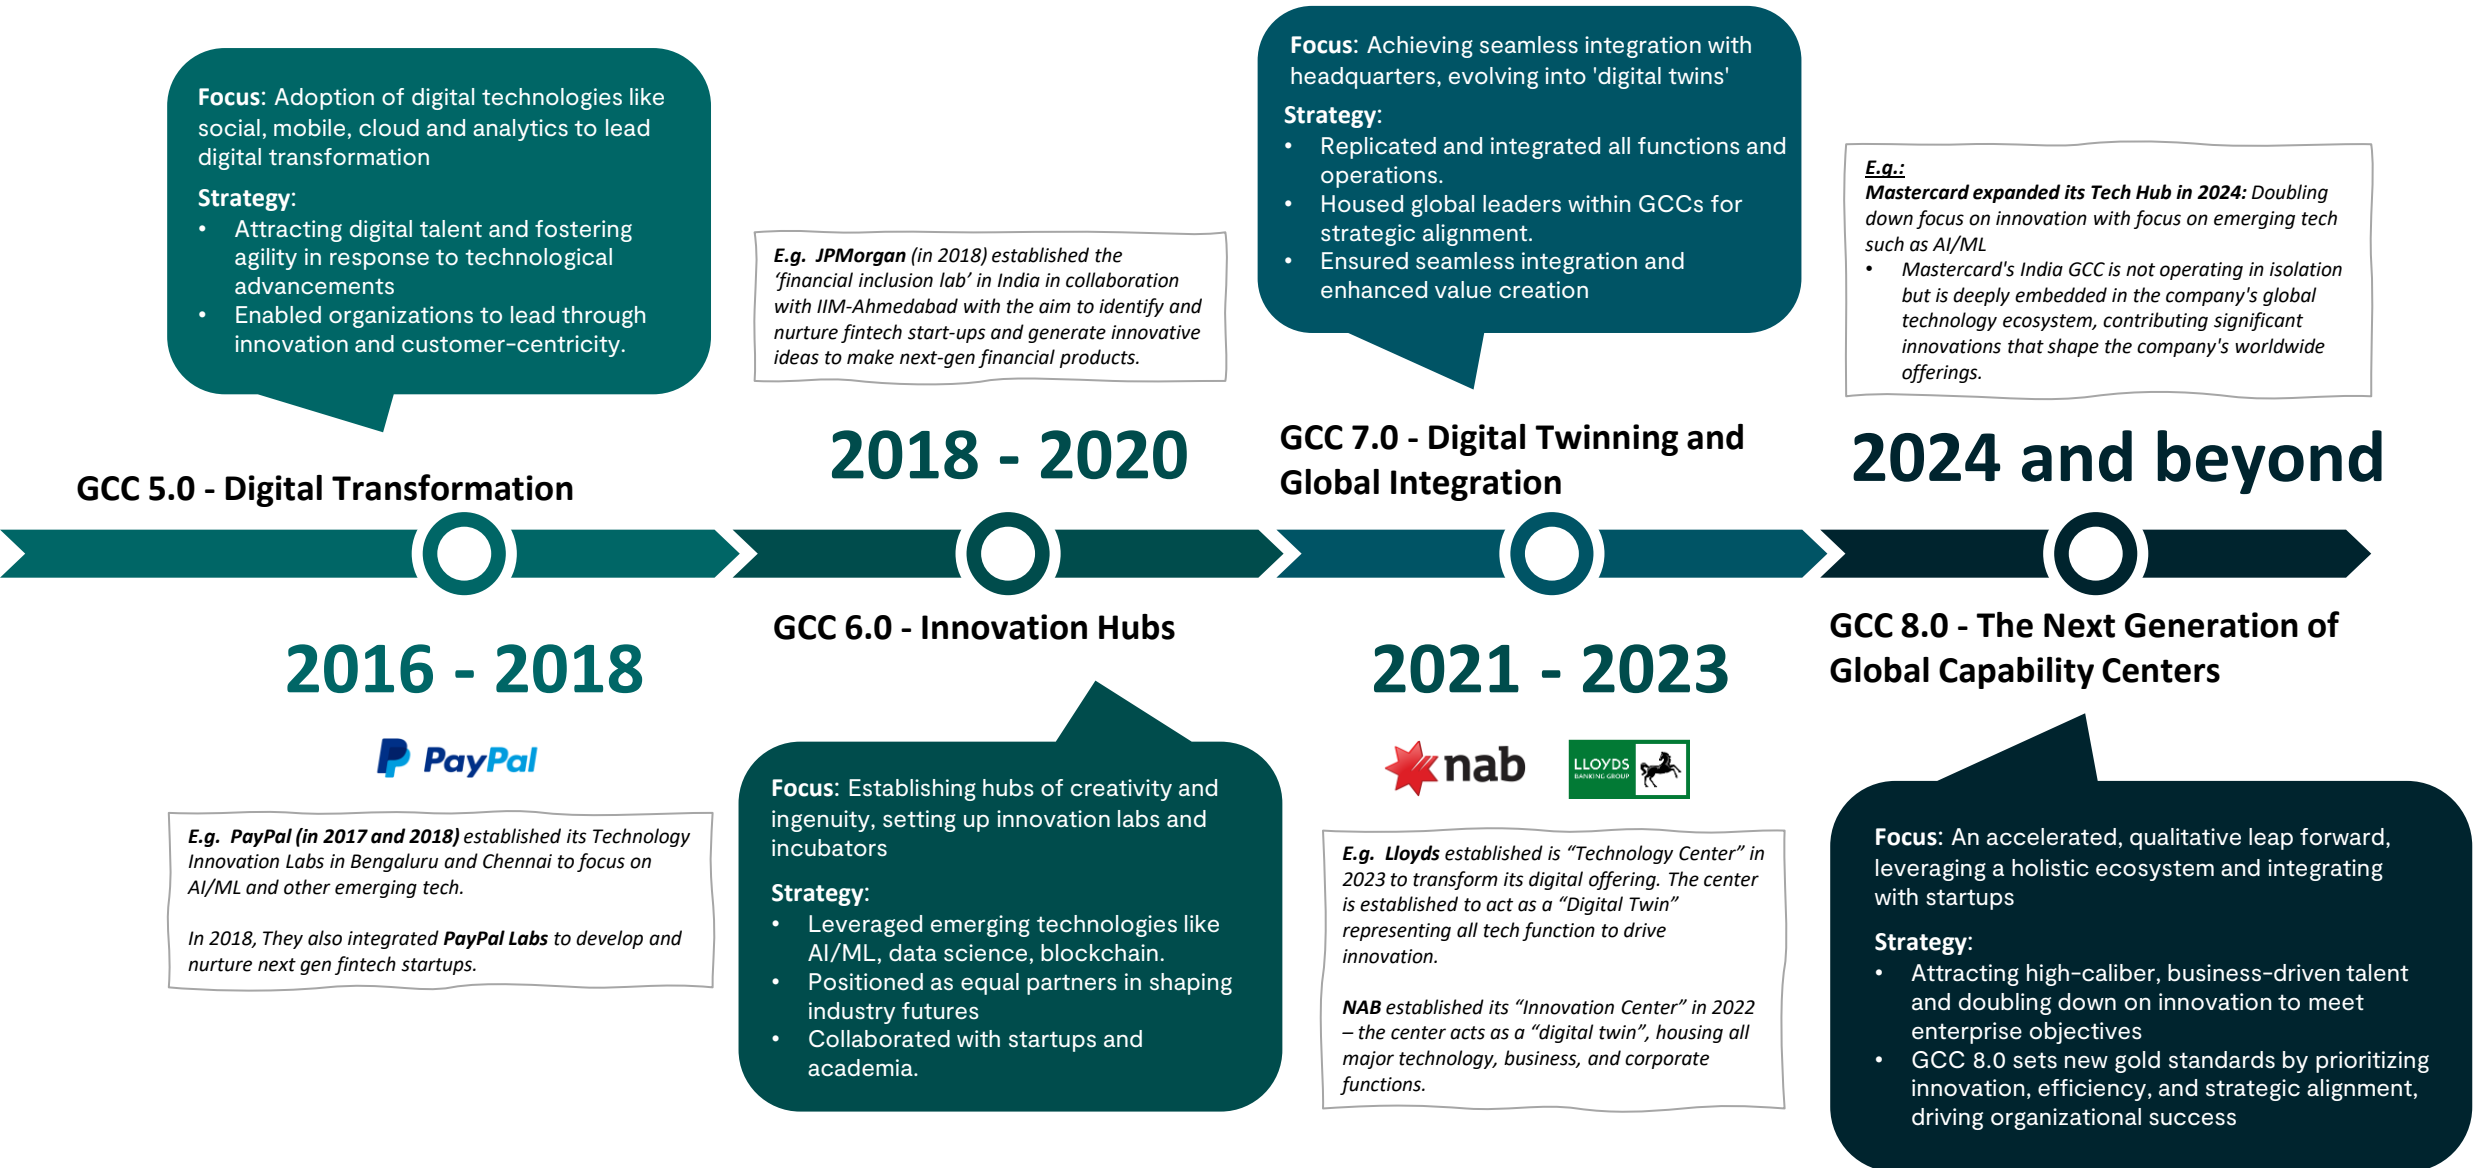 Focus: Adoption of digital technologies like
social, mobile, cloud and analytics to lead
digital transformation
Strategy:
• Attracting digital talent and fostering
agility in response to technological
advancements
• Enabled organizations to lead through
innovation and customer-centricity.
GCC 5.0 - Digital Transformation
2016 - 2018
PayPal
E.g. PayPal (in 2017 and 2018) established its Technology
Innovation Labs in Bengaluru and Chennai to focus on
AI/ML and other emerging tech.
In 2018, They also integrated PayPal Labs to develop and
nurture next gen fintech startups.
E.g. JPMorgan (in 2018) established the
‘financial inclusion lab’ in India in collaboration
with IIM-Ahmedabad with the aim to identify and
nurture fintech start-ups and generate innovative
ideas to make next-gen financial products.
2018 - 2020
GCC 6.0 - Innovation Hubs
Focus: Establishing hubs of creativity and
ingenuity, setting up innovation labs and
incubators
Strategy:
• Leveraged emerging technologies like
AI/ML, data science, blockchain.
• Positioned as equal partners in shaping
industry futures
• Collaborated with startups and
academia.
Focus: Achieving seamless integration with
headquarters, evolving into 'digital twins'
Strategy:
• Replicated and integrated all functions and
operations.
• Housed global leaders within GCCs for
strategic alignment.
• Ensured seamless integration and
enhanced value creation
GCC 7.0 - Digital Twinning and
Global Integration
2021 - 2023
nab
LLOYDS
BANKING GROUP
E.g. Lloyds established is “Technology Center” in
2023 to transform its digital offering. The center
is established to act as a “Digital Twin”
representing all tech function to drive
innovation.
NAB established its “Innovation Center” in 2022
– the center acts as a “digital twin”, housing all
major technology, business, and corporate
functions.
E.g.:
Mastercard expanded its Tech Hub in 2024: Doubling
down focus on innovation with focus on emerging tech
such as AI/ML
• Mastercard's India GCC is not operating in isolation
but is deeply embedded in the company's global
technology ecosystem, contributing significant
innovations that shape the company's worldwide
offerings.
2024 and beyond
GCC 8.0 - The Next Generation of
Global Capability Centers
Focus: An accelerated, qualitative leap forward,
leveraging a holistic ecosystem and integrating
with startups
Strategy:
• Attracting high-caliber, business-driven talent
and doubling down on innovation to meet
enterprise objectives
• GCC 8.0 sets new gold standards by prioritizing
innovation, efficiency, and strategic alignment,
driving organizational success